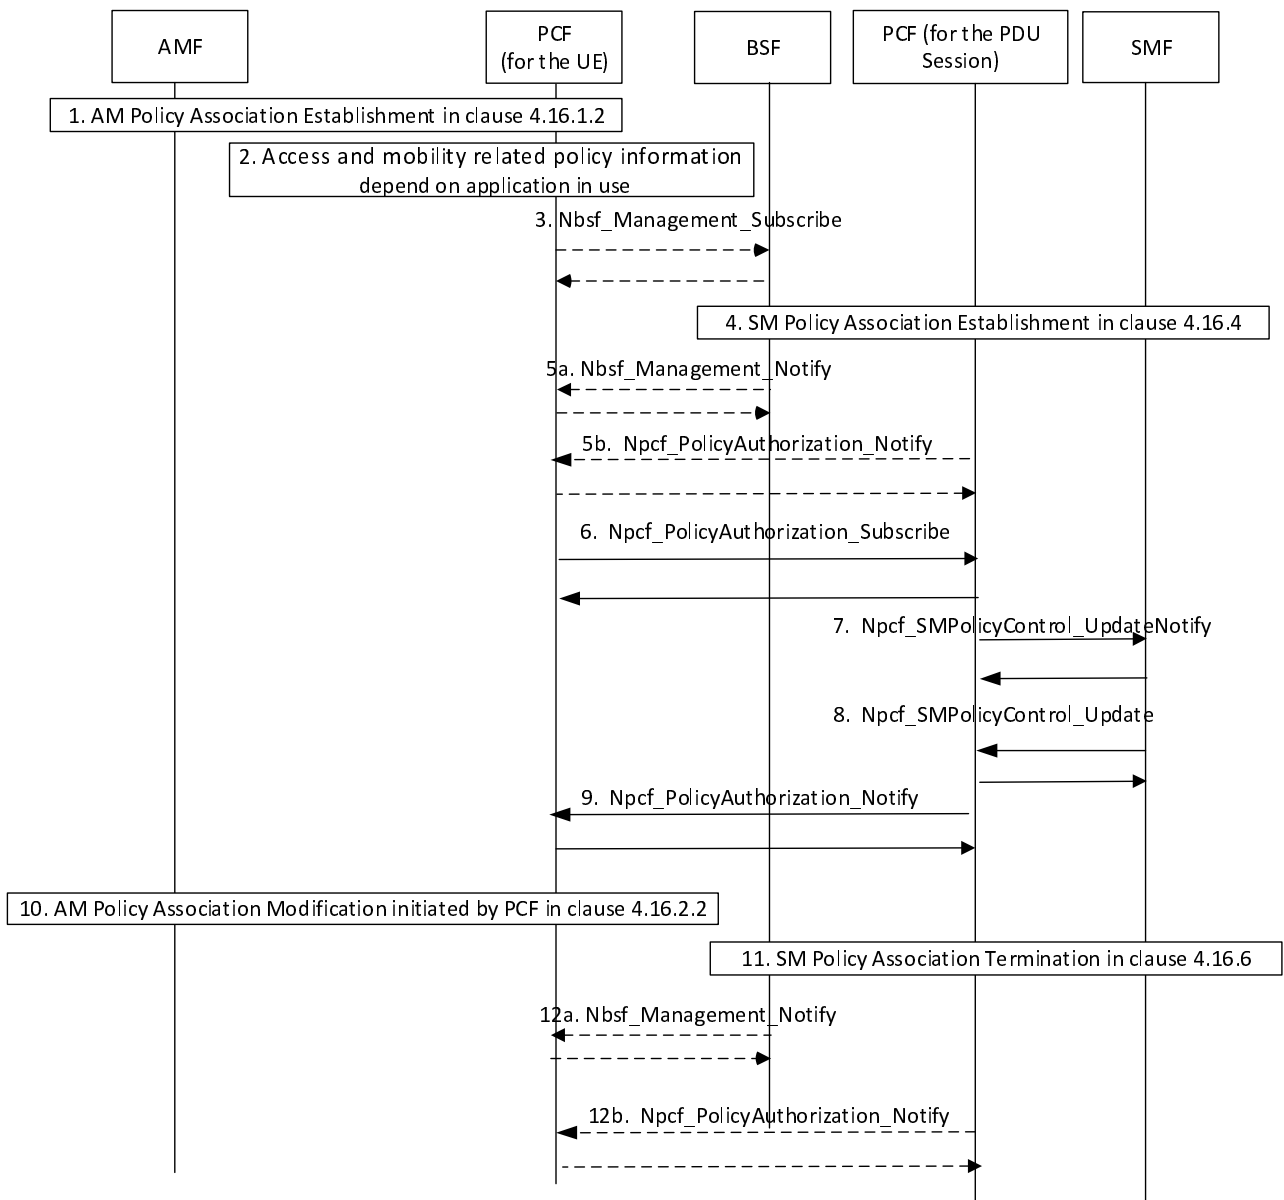 AMF
PCF
(for the UE)
BSF
PCF (for the PDU
Session)
SMF
1. AM Policy Association Establishment in clause 4.16.1.2
2. Access and mobility related policy information
depend on application in use
3. Nbsf_Management_Subscribe
4. SM Policy Association Establishment in clause 4.16.4
5a. Nbsf_Management_Notify
5b. Npcf_PolicyAuthorization_Notify
6. Npcf_PolicyAuthorization_Subscribe
7. Npcf_SMPolicyControl_UpdateNotify
8. Npcf_SMPolicyControl_Update
9. Npcf_PolicyAuthorization_Notify
10. AM Policy Association Modification initiated by PCF in clause 4.16.2.2
11. SM Policy Association Termination in clause 4.16.6
12a. Nbsf_Management_Notify
12b. Npcf_PolicyAuthorization_Notify